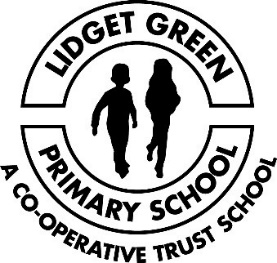 LIDGET GREEN
PRIMARY SCHOOL
A CO-OPERATIVE TRUST SCHOOL